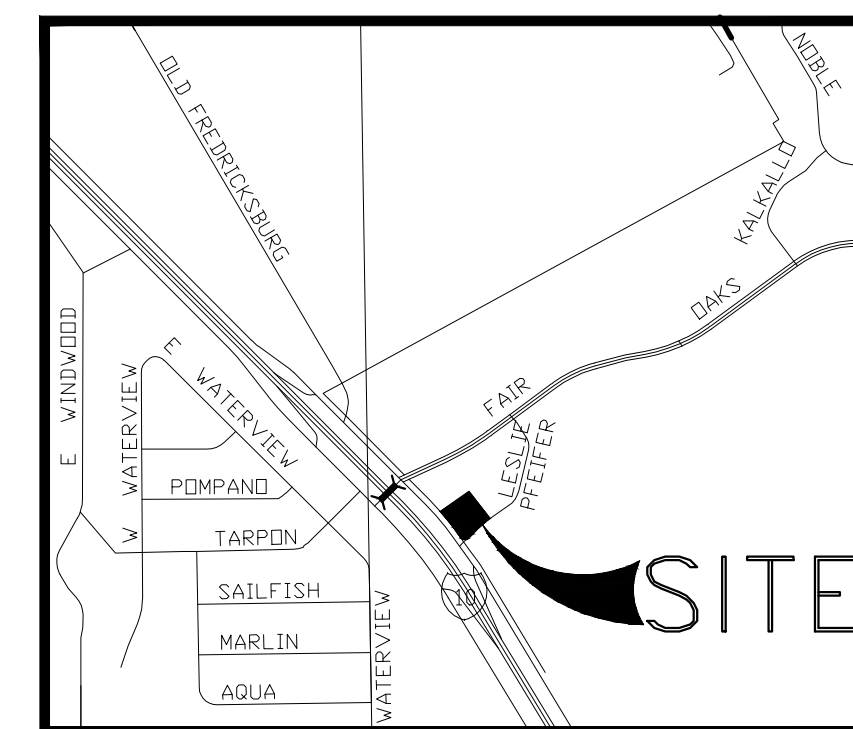 NOBLE
OLD FREDRICKSBURG
KALKALLO
OAKS
E WINDWOOD
E WATERVIEW
W WATERVIEW
FAIR
LESLIE
PFEIFER
POMPANO
TARPON
SAILFISH
10
SITE
MARLIN
WATERVIEW
AQUA